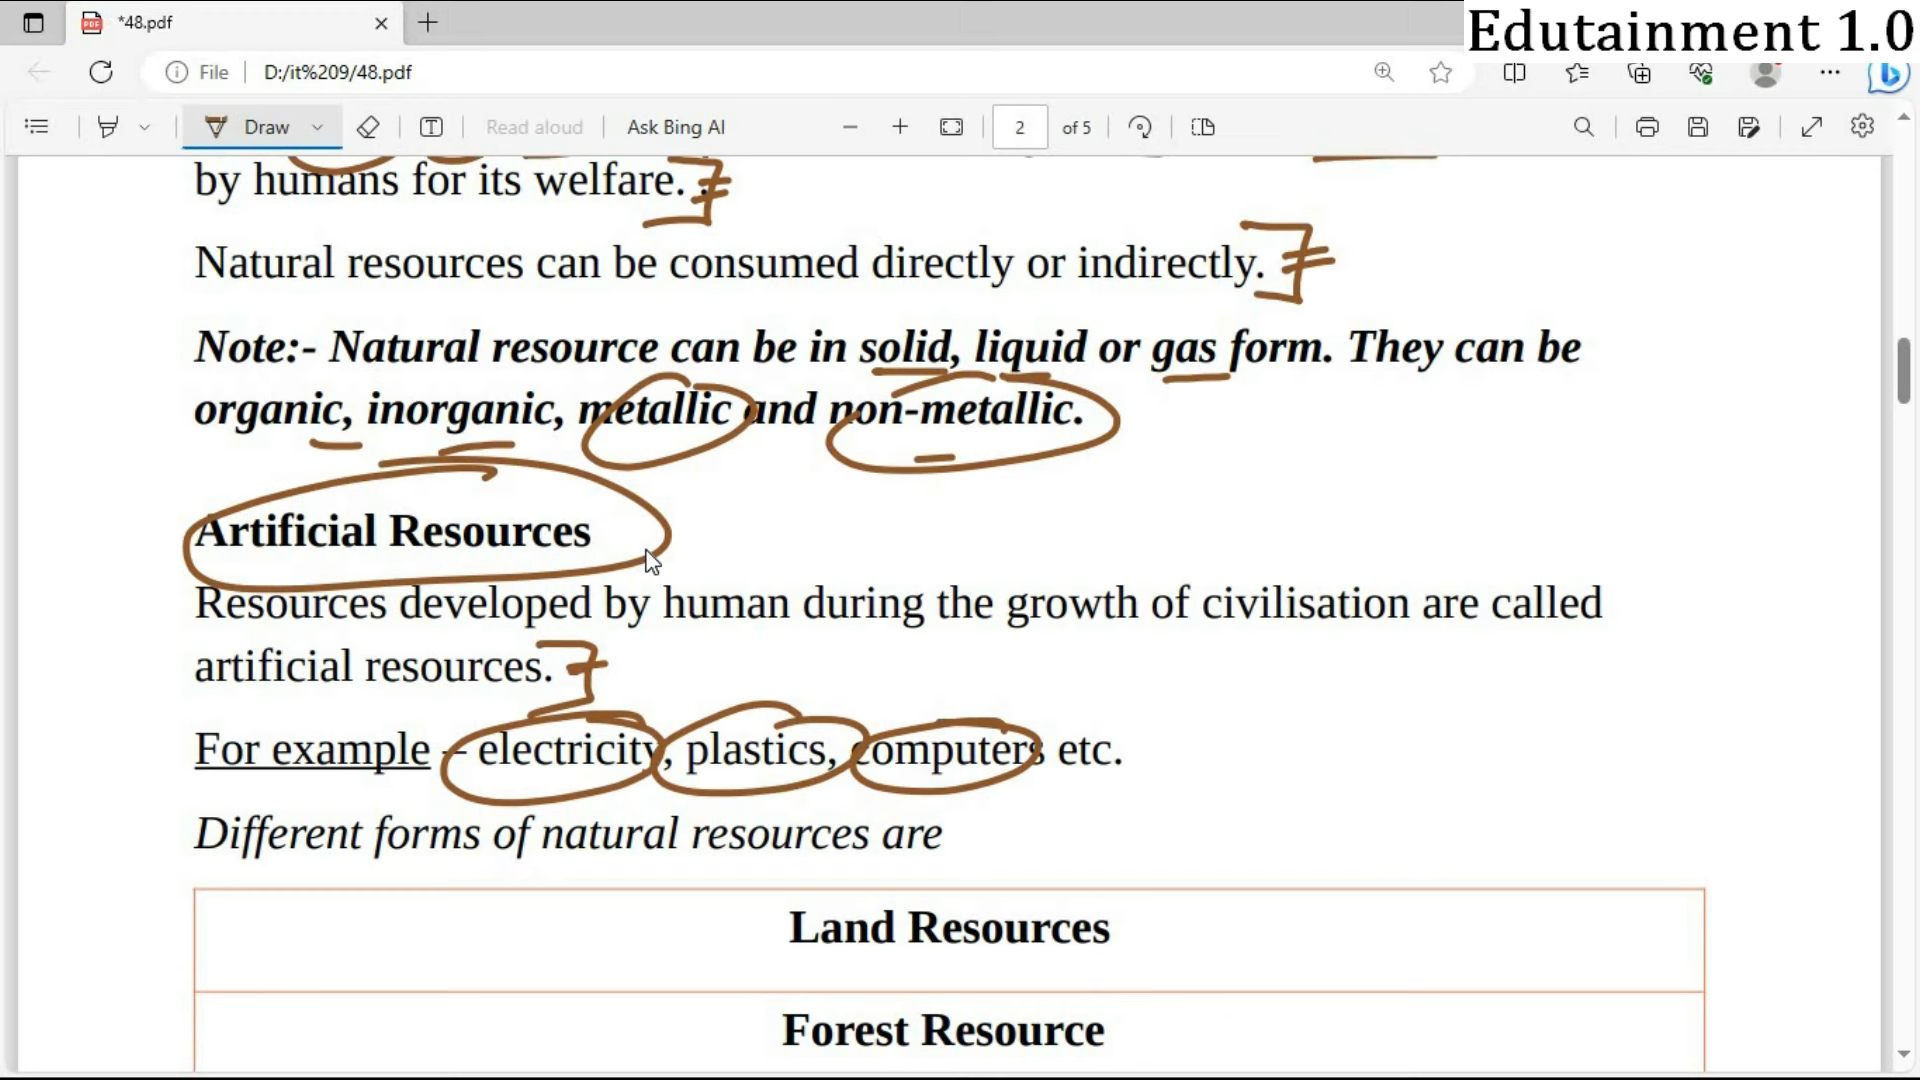 *48.pdf
Edutainment 1.0
File D:/it%209/48.pdf
Draw Read aloud Ask Bing AI 2 of 5
by humans for its welfare. .
Natural resources can be consumed directly or indirectly.
Note:- Natural resource can be in solid, liquid or gas form. They can be
organic, inorganic, metallic and non-metallic.
Artificial Resources
Resources developed by human during the growth of civilisation are called
artificial resources.
For example – electricity, plastics, computers etc.
Different forms of natural resources are
Land Resources
Forest Resource